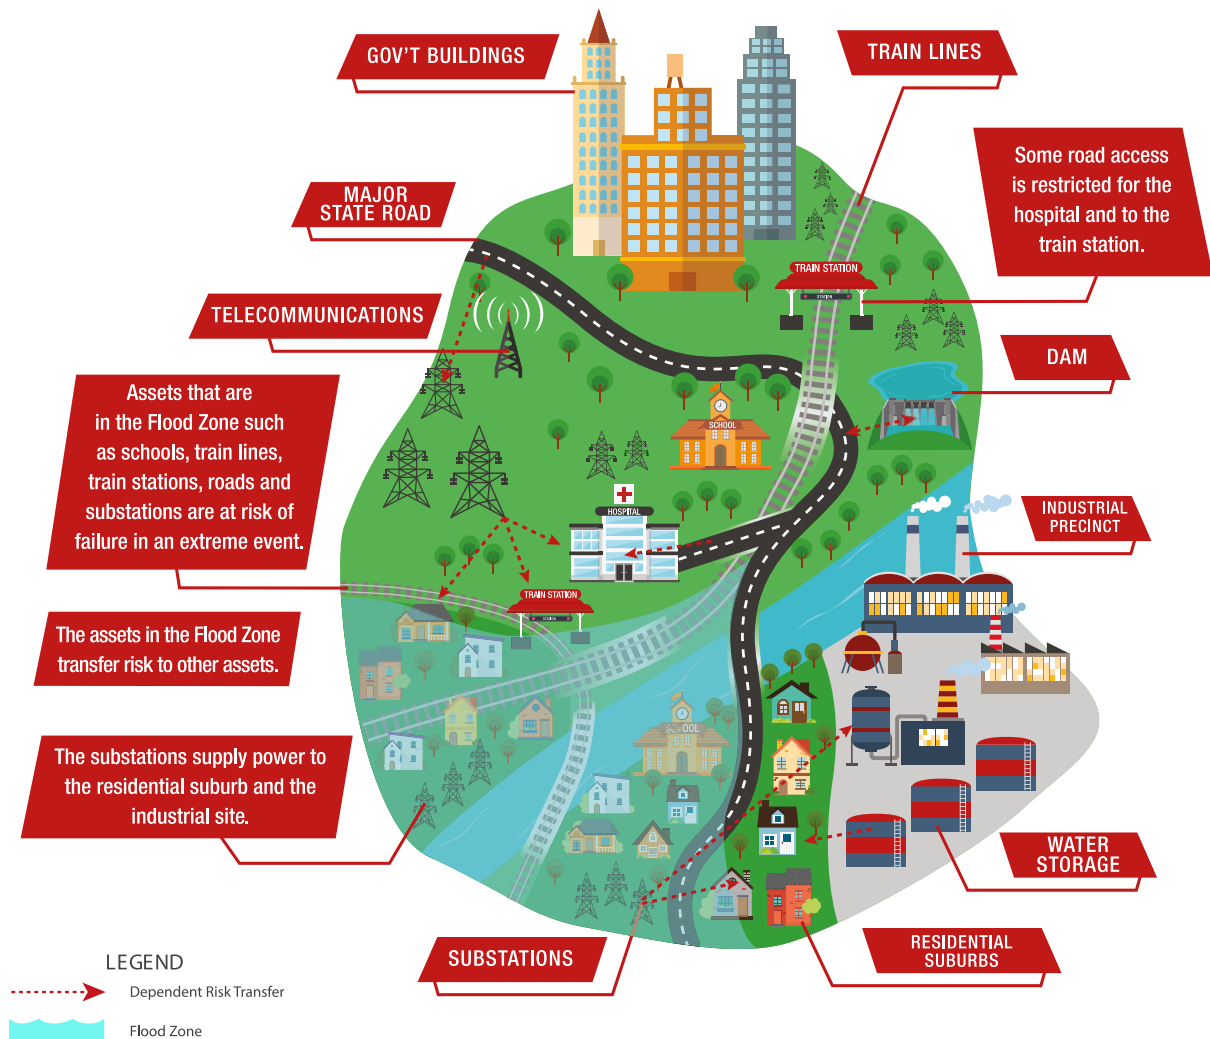 GOV'T BUILDINGS
TRAIN LINES
Some road access
is restricted for the
hospital and to the
train station.
MAJOR
STATE ROAD
TRAIN STATION
STATION
TELECOMMUNICATIONS
DAM
Assets that are
in the Flood Zone such
as schools, train lines,
train stations, roads and
substations are at risk of
failure in an extreme event.
SCHOOL
HOSPITAL
INDUSTRIAL
PRECINCT
TRAIN STATION
STATION
The assets in the Flood Zone
transfer risk to other assets.
The substations supply power to
the residential suburb and the
industrial site.
WATER
STORAGE
SUBSTATIONS
RESIDENTIAL
SUBURBS
LEGEND
Dependent Risk Transfer
Flood Zone